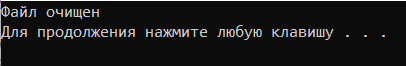 Файл очищен
Для продолжения нажмите любую клавишу . . .